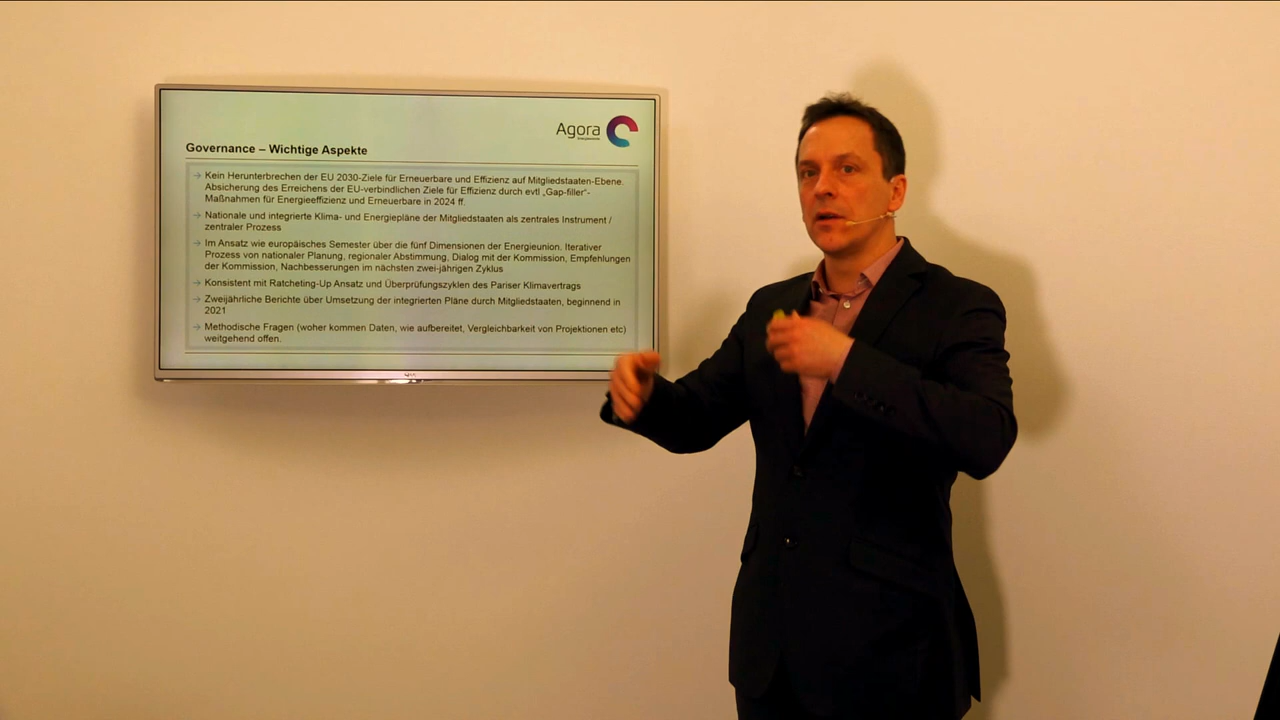 Agora
Governance – Wichtige Aspekte
→ Kein Herunterbrechen der EU 2030-Ziele für Erneuerbare und Effizienz auf Mitgliedstaaten-Ebene.
Absicherung des Erreichens der EU-verbindlichen Ziele für Effizienz durch evtl „Gap-filler“-
Maßnahmen für Energieeffizienz und Erneuerbare in 2024 ff.
→ Nationale und integrierte Klima- und Energiepläne der Mitgliedstaaten als zentrales Instrument /
zentraler Prozess
→ Im Ansatz wie europäisches Semester über die fünf Dimensionen der Energieunion. Iterativer
Prozess von nationaler Planung, regionaler Abstimmung, Dialog mit der Kommission, Empfehlungen
der Kommission, Nachbesserungen im nächsten zwei-jährigen Zyklus
→ Konsistent mit Ratcheting-Up Ansatz und Überprüfungszyklen des Pariser Klimavertrags
→ Zweijährliche Berichte über Umsetzung der integrierten Pläne durch Mitgliedstaaten, beginnend in
2021
→ Methodische Fragen (woher kommen Daten, wie aufbereitet, Vergleichbarkeit von Projektionen etc)
weitgehend offen.